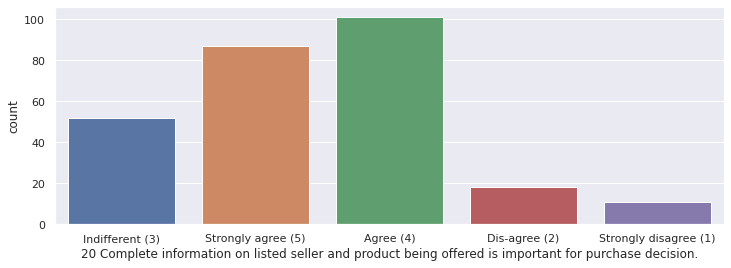 100
80
60
40
20
0
count
Indifferent (3) Strongly agree (5) Agree (4) Dis-agree (2) Strongly disagree (1)
20 Complete information on listed seller and product being offered is important for purchase decision.